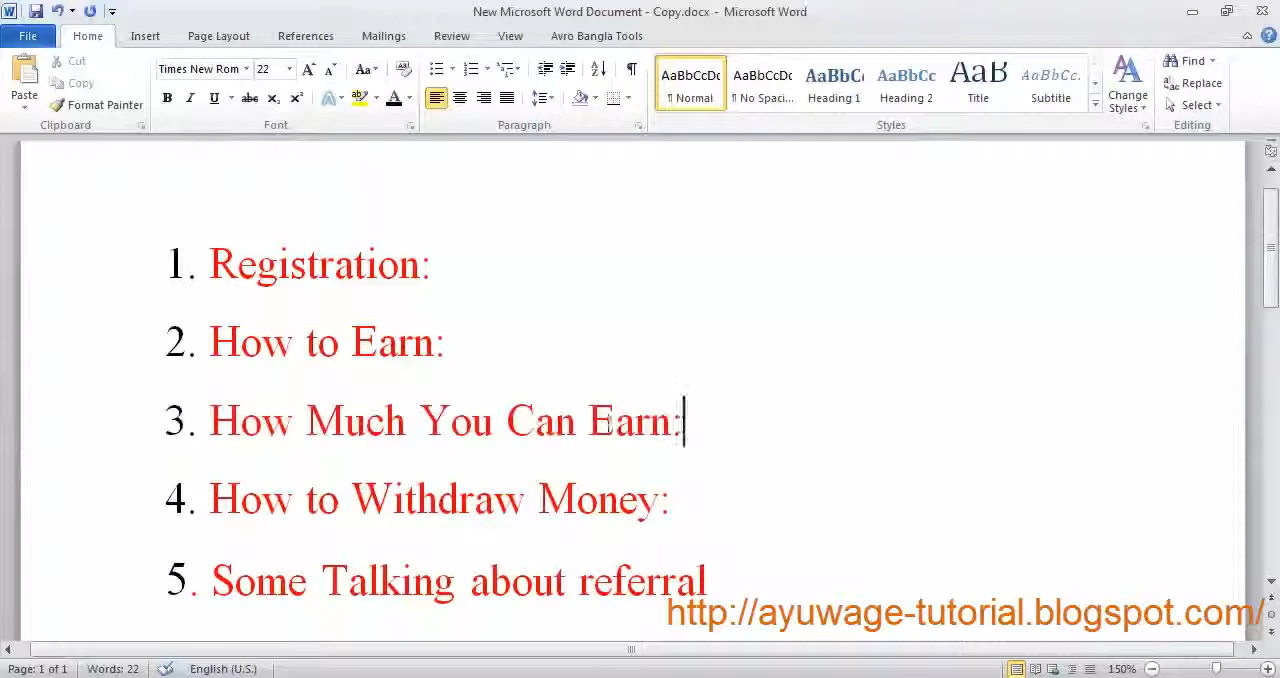 New Microsoft Word Document - Copy.docx - Microsoft Word
File Home Insert Page Layout References Mailings Review View Avro Bangla Tools
Paste Cut Copy Format Painter
Times New Rom 22
AaBbCcDc AaBbCcDc AaBbC AaBbCc AaB AaBbCc.
¶ Normal ¶ No Spaci... Heading 1 Heading 2 Title Subtitle
Change Styles
Find Replace Select
Clipboard Font Paragraph Styles Editing
1. Registration:
2. How to Earn:
3. How Much You Can Earn:
4. How to Withdraw Money:
5. Some Talking about referral
http://ayuwage-tutorial.blogspot.com/
Page: 1 of 1 Words: 22 English (U.S.) 150%